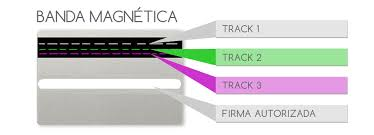 BANDA MAGNÉTICA
TRACK 1
TRACK 2
TRACK 3
FIRMA AUTORIZADA